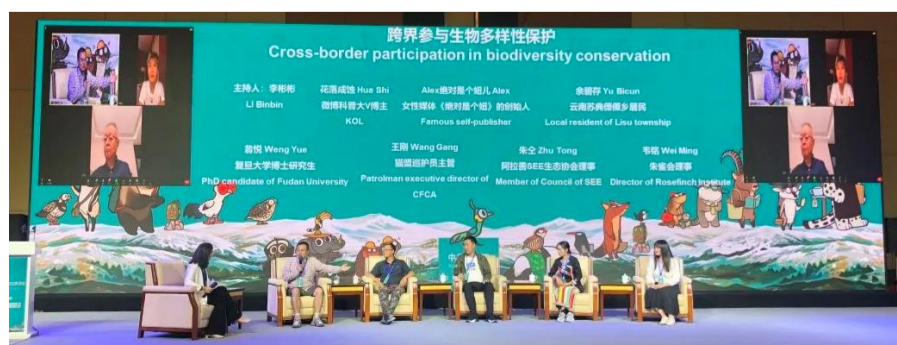 跨界参与生物多样性保护
Cross-border participation in biodiversity conservation
主持人：李彬彬
LI Binbin
花落成蚀 Hua Shi
微博科普大V博主
KOL
Alex绝对是个妞儿 Alex
女性媒体《绝对是个妞》的创始人
Famous self-publisher
余碧存 Yu Bicun
云南苏典傈僳乡居民
Local resident of Lisu township
翁悦 Weng Yue
复旦大学博士研究生
PhD candidate of Fudan University
王刚 Wang Gang
猫盟巡护员主管
Patrolman executive director of
CFCA
朱仝 Zhu Tong
阿拉善SEE生态协会理事
Member of Council of SEE
韦铭 Wei Ming
朱雀会理事
Director of Rosefinch Institute